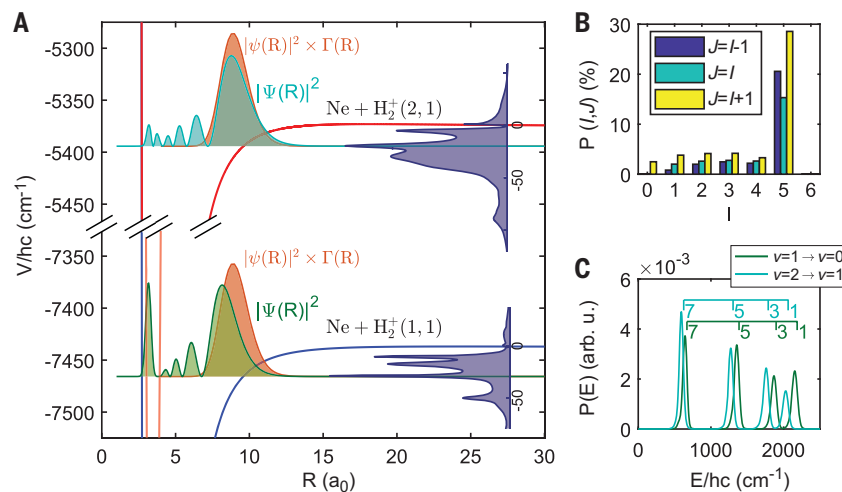 A
-5300
-5350
-5400
-5450
-7400
-7450
-7500
V/hc (cm⁻¹)
|ψ(R)|² × Γ(R)
|Ψ(R)|²
Ne + H₂⁺(2,1)
0
-50
|ψ(R)|² × Γ(R)
|Ψ(R)|²
Ne + H₂⁺(1,1)
0
-50
0 5 10 15 20 25 30
R (a₀)
B
30
20
10
0
P (I,J) (%)
J=I-1
J=I
J=I+1
0 1 2 3 4 5 6
I
C
×10⁻³
v=1→v=0
v=2→v=1
6
4
2
0
P(E) (arb. u.)
7 5 3 1
7 5 3 1
0 1000 2000
E/hc (cm⁻¹)